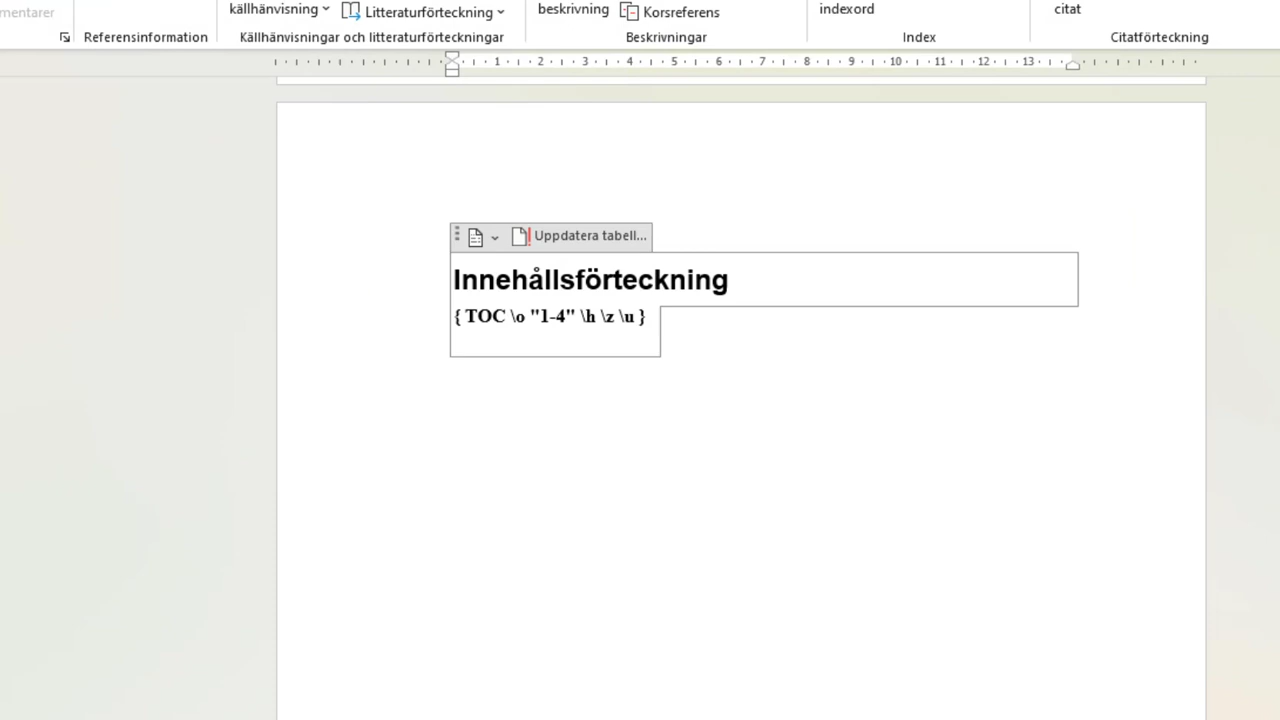 mentarer
källhänvisning
Litteraturförteckning
beskrivning
Korsreferens
indexord
citat
Referensinformation
Källhänvisningar och litteraturförteckningar
Beskrivningar
Index
Citatförteckning
1 2 3 4 5 6 7 8 9 10 11 12 13
Uppdatera tabell...
Innehållsförteckning
{ TOC \o "1-4" \h \z \u }